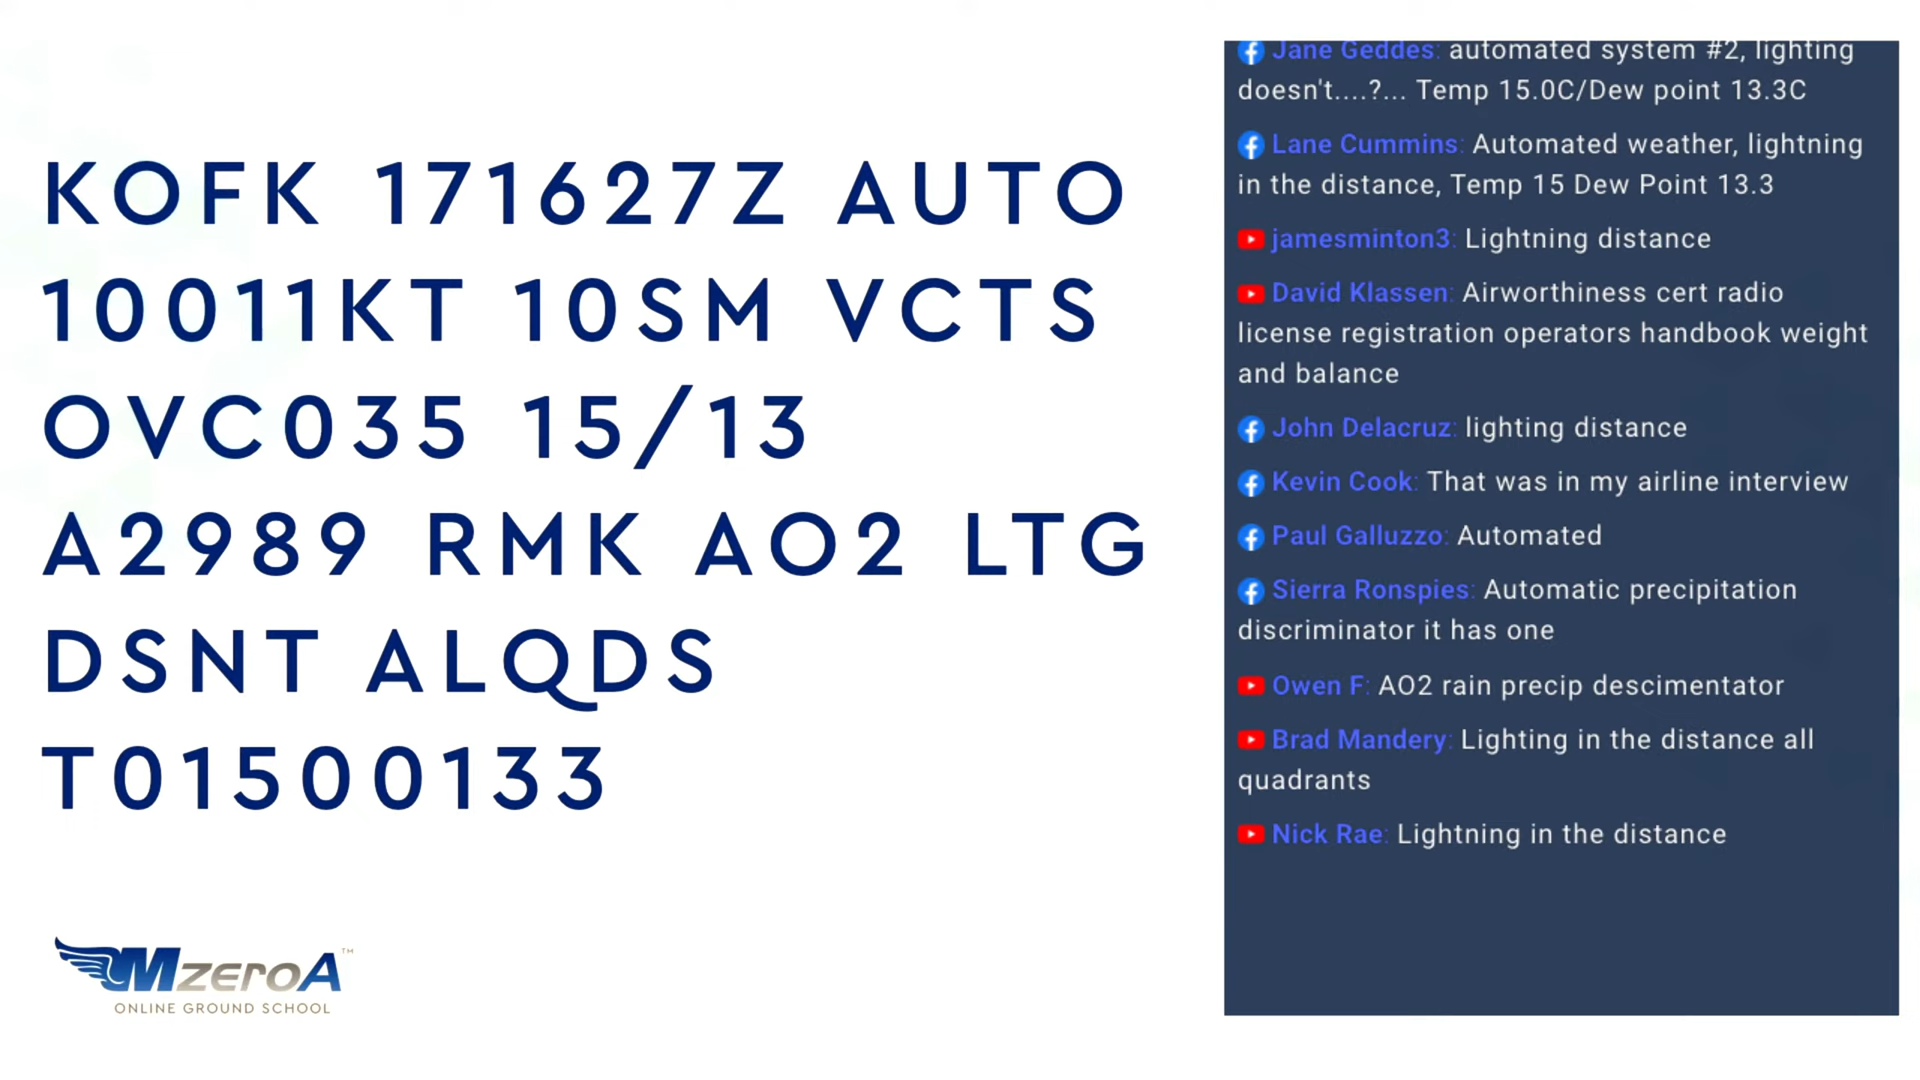 KOFK 171627Z AUTO
10011KT 10SM VCTS
OVC035 15/13
A2989 RMK AO2 LTG
DSNT ALQDS
T01500133
MzeroA™
ONLINE GROUND SCHOOL
Jane Geddes: automated system #2, lighting
doesn't....?... Temp 15.0C/Dew point 13.3C
Lane Cummins: Automated weather, lightning
in the distance, Temp 15 Dew Point 13.3
jamesminton3: Lightning distance
David Klassen: Airworthiness cert radio
license registration operators handbook weight
and balance
John Delacruz: lighting distance
Kevin Cook: That was in my airline interview
Paul Galluzzo: Automated
Sierra Ronspies: Automatic precipitation
discriminator it has one
Owen F: AO2 rain precip descimentator
Brad Mandery: Lighting in the distance all
quadrants
Nick Rae: Lightning in the distance